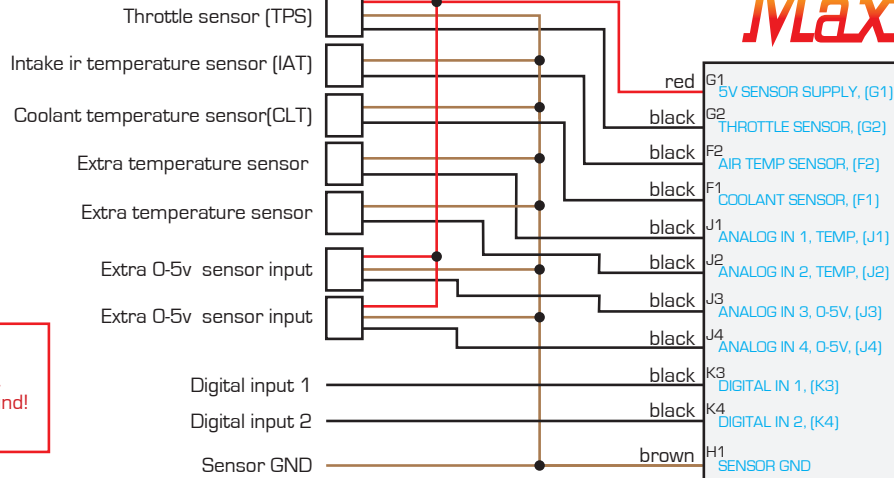 Throttle sensor (TPS)
Intake ir temperature sensor (IAT)
Coolant temperature sensor(CLT)
Extra temperature sensor
Extra temperature sensor
Extra 0-5v sensor input
Extra 0-5v sensor input
Digital input 1
Digital input 2
Sensor GND
nd!
Max
red G1
5V SENSOR SUPPLY, (G1)
black G2
THROTTLE SENSOR, (G2)
black F2
AIR TEMP SENSOR, (F2)
black F1
COOLANT SENSOR, (F1)
black J1
ANALOG IN 1, TEMP, (J1)
black J2
ANALOG IN 2, TEMP, (J2)
black J3
ANALOG IN 3, 0-5V, (J3)
black J4
ANALOG IN 4, 0-5V, (J4)
black K3
DIGITAL IN 1, (K3)
black K4
DIGITAL IN 2, (K4)
brown H1
SENSOR GND